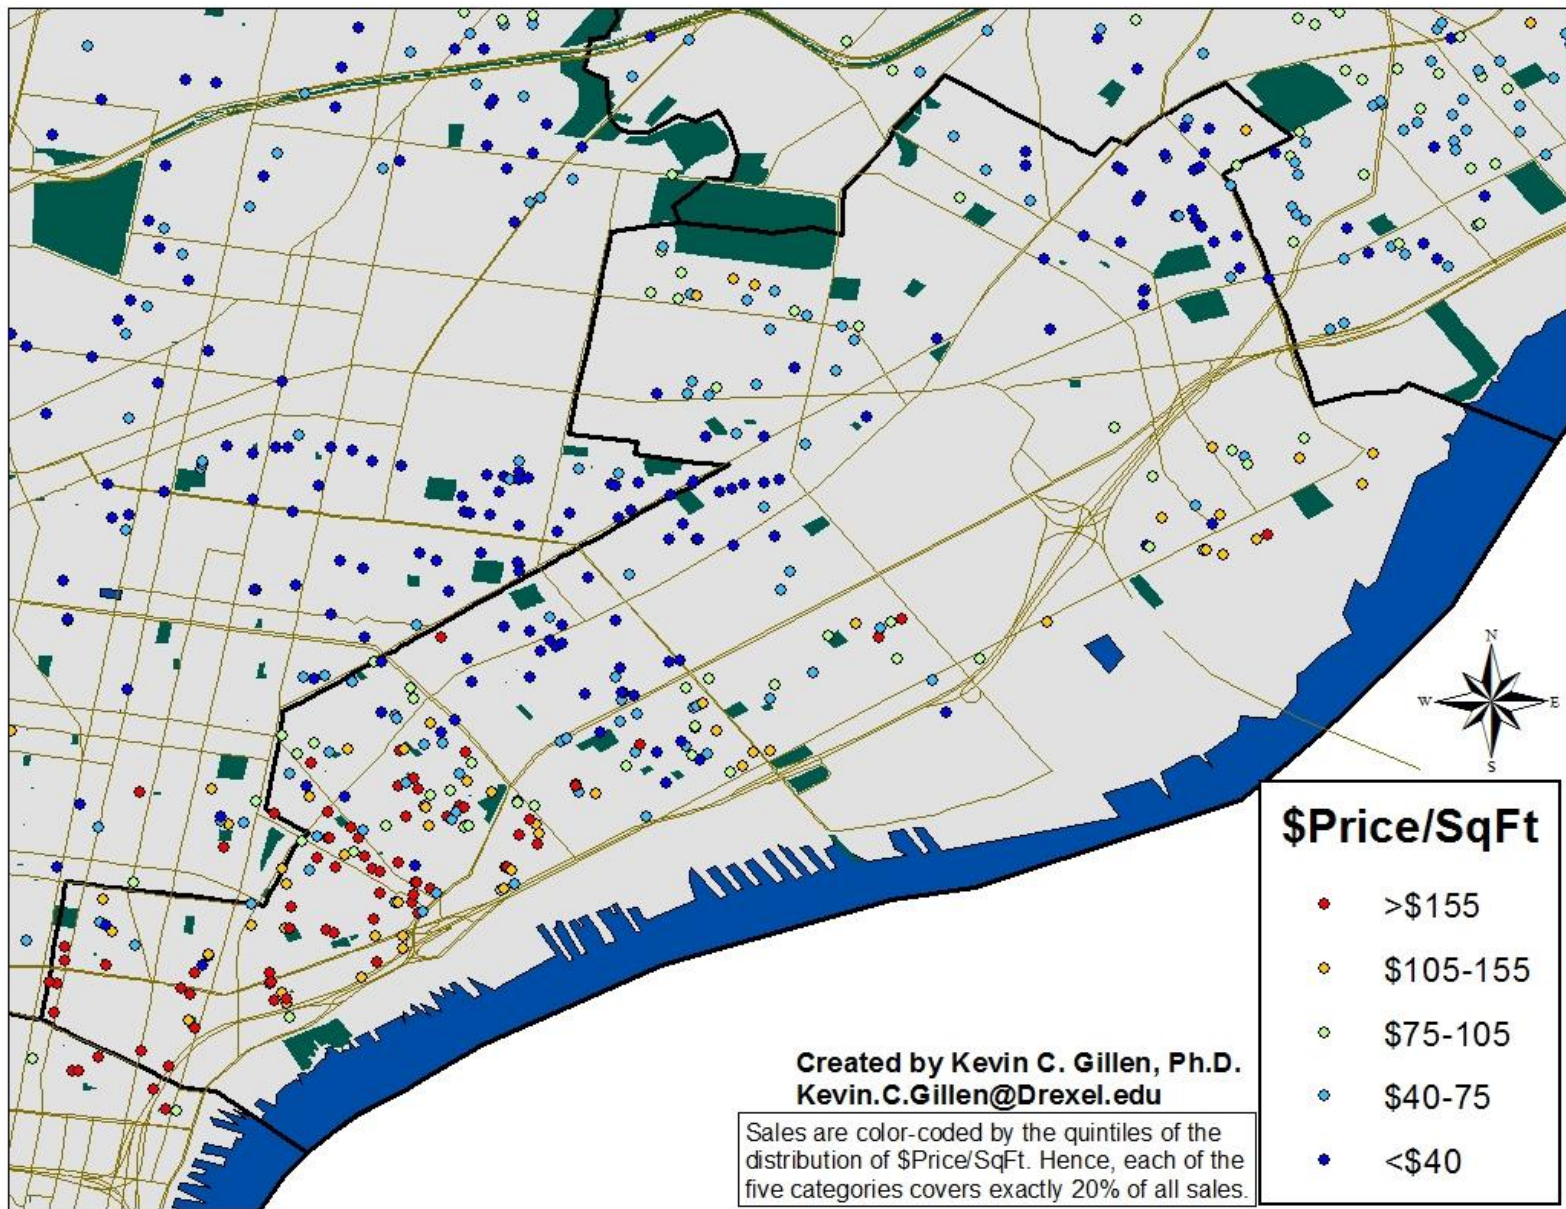 N
W
E
S
$Price/SqFt
>$155
$105-155
$75-105
$40-75
<$40
Created by Kevin C. Gillen, Ph.D.
Kevin.C.Gillen@Drexel.edu
Sales are color-coded by the quintiles of the
distribution of $Price/SqFt. Hence, each of the
five categories covers exactly 20% of all sales.